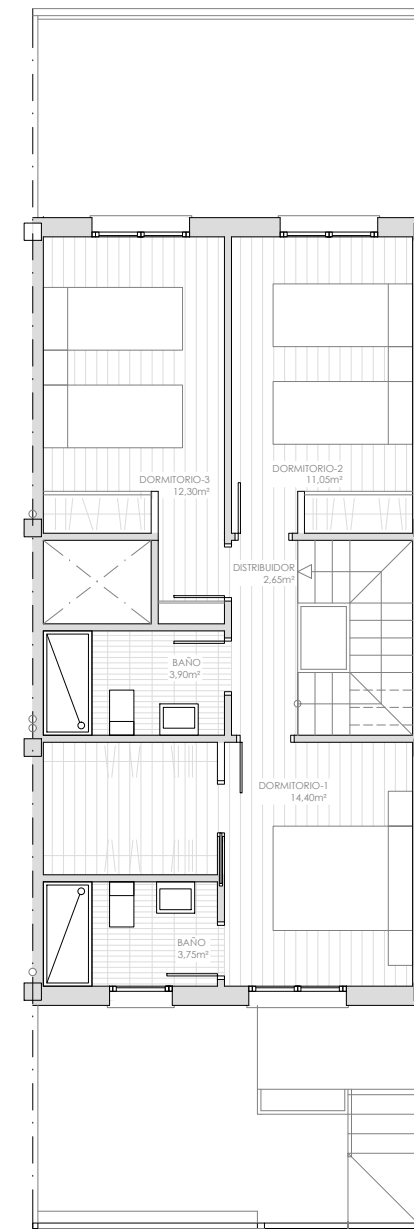 DORMITORIO-2
11,05m²
DORMITORIO-3
12,30m²
DISTRIBUIDOR
2,65m²
BAÑO
3,90m²
DORMITORIO-1
14,40m²
BAÑO
3,75m²